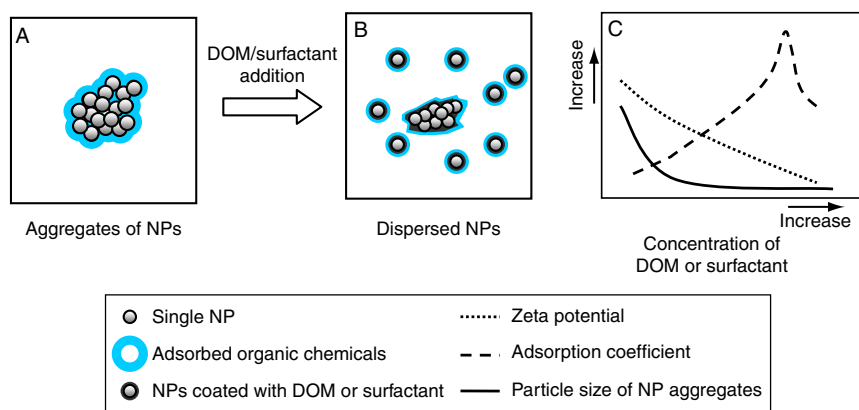 A
DOM/surfactant
addition
B
C
Increase
Increase
Aggregates of NPs
Dispersed NPs
Concentration of
DOM or surfactant
Single NP
Adsorbed organic chemicals
NPs coated with DOM or surfactant
Zeta potential
Adsorption coefficient
Particle size of NP aggregates